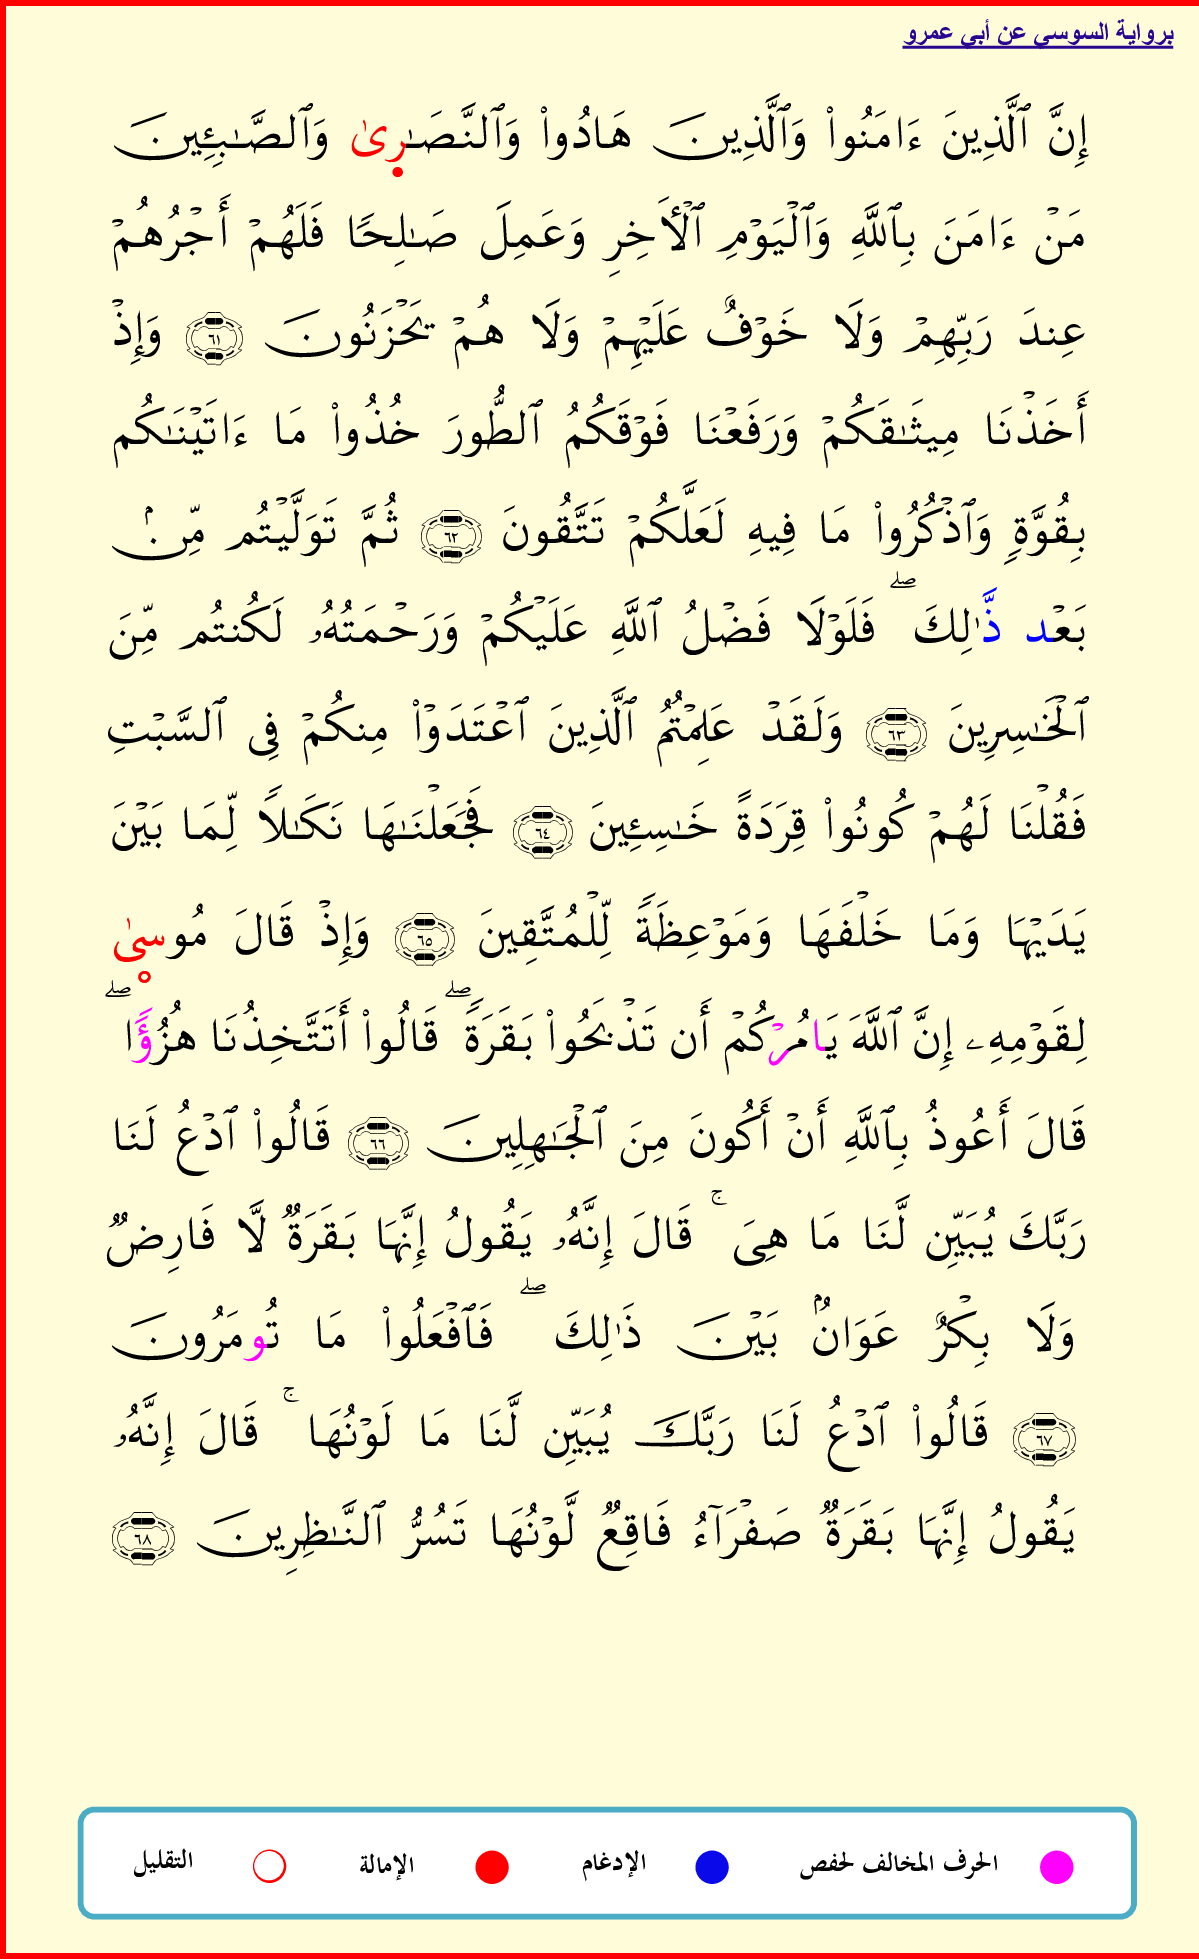 برواية السوسي عن أبي عمرو
إِنَّ ٱلَّذِينَ ءَامَنُوا۟ وَٱلَّذِينَ هَادُوا۟ وَٱلنَّصَٰرِىٰ وَٱلصَّٰبِـِٔينَ
مَنْ ءَامَنَ بِٱللَّهِ وَٱلْيَوْمِ ٱلْأَخِرِ وَعَمِلَ صَٰلِحًا فَلَهُمْ أَجْرُهُمْ
عِندَ رَبِّهِمْ وَلَا خَوْفٌ عَلَيْهِمْ وَلَا هُمْ يَحْزَنُونَ ٦١ وَإِذْ
أَخَذْنَا مِيثَٰقَكُمْ وَرَفَعْنَا فَوْقَكُمُ ٱلطُّورَ خُذُوا۟ مَا ءَاتَيْنَٰكُم
بِقُوَّةٍ وَٱذْكُرُوا۟ مَا فِيهِ لَعَلَّكُمْ تَتَّقُونَ ٦٢ ثُمَّ تَوَلَّيْتُم مِّنۢ
بَعْد ذَّٰلِكَ ۖ فَلَوْلَا فَضْلُ ٱللَّهِ عَلَيْكُمْ وَرَحْمَتُهُۥ لَكُنتُم مِّنَ
ٱلْخَٰسِرِينَ ٦٣ وَلَقَدْ عَلِمْتُمُ ٱلَّذِينَ ٱعْتَدَوْا۟ مِنكُمْ فِى ٱلسَّبْتِ
فَقُلْنَا لَهُمْ كُونُوا۟ قِرَدَةً خَٰسِـِٔينَ ٦٤ فَجَعَلْنَٰهَا نَكَٰلًا لِّمَا بَيْنَ
يَدَيْهَا وَمَا خَلْفَهَا وَمَوْعِظَةً لِّلْمُتَّقِينَ ٦٥ وَإِذْ قَالَ مُوسِىٰ
لِقَوْمِهِۦ إِنَّ ٱللَّهَ يَامُرْكُمْ أَن تَذْبَحُوا۟ بَقَرَةً ۖ قَالُوا۟ أَتَتَّخِذُنَا هُزُؤًا ۖ
قَالَ أَعُوذُ بِٱللَّهِ أَنْ أَكُونَ مِنَ ٱلْجَٰهِلِينَ ٦٦ قَالُوا۟ ٱدْعُ لَنَا
رَبَّكَ يُبَيِّن لَّنَا مَا هِىَ ۚ قَالَ إِنَّهُۥ يَقُولُ إِنَّهَا بَقَرَةٌ لَّا فَارِضٌ
وَلَا بِكْرٌ عَوَانٌۢ بَيْنَ ذَٰلِكَ ۖ فَٱفْعَلُوا۟ مَا تُومَرُونَ
٦٧ قَالُوا۟ ٱدْعُ لَنَا رَبَّكَ يُبَيِّن لَّنَا مَا لَوْنُهَا ۚ قَالَ إِنَّهُۥ
يَقُولُ إِنَّهَا بَقَرَةٌ صَفْرَآءُ فَاقِعٌ لَّوْنُهَا تَسُرُّ ٱلنَّٰظِرِينَ ٦٨
الحرف المخالف لحفص الإدغام الإمالة التقليل